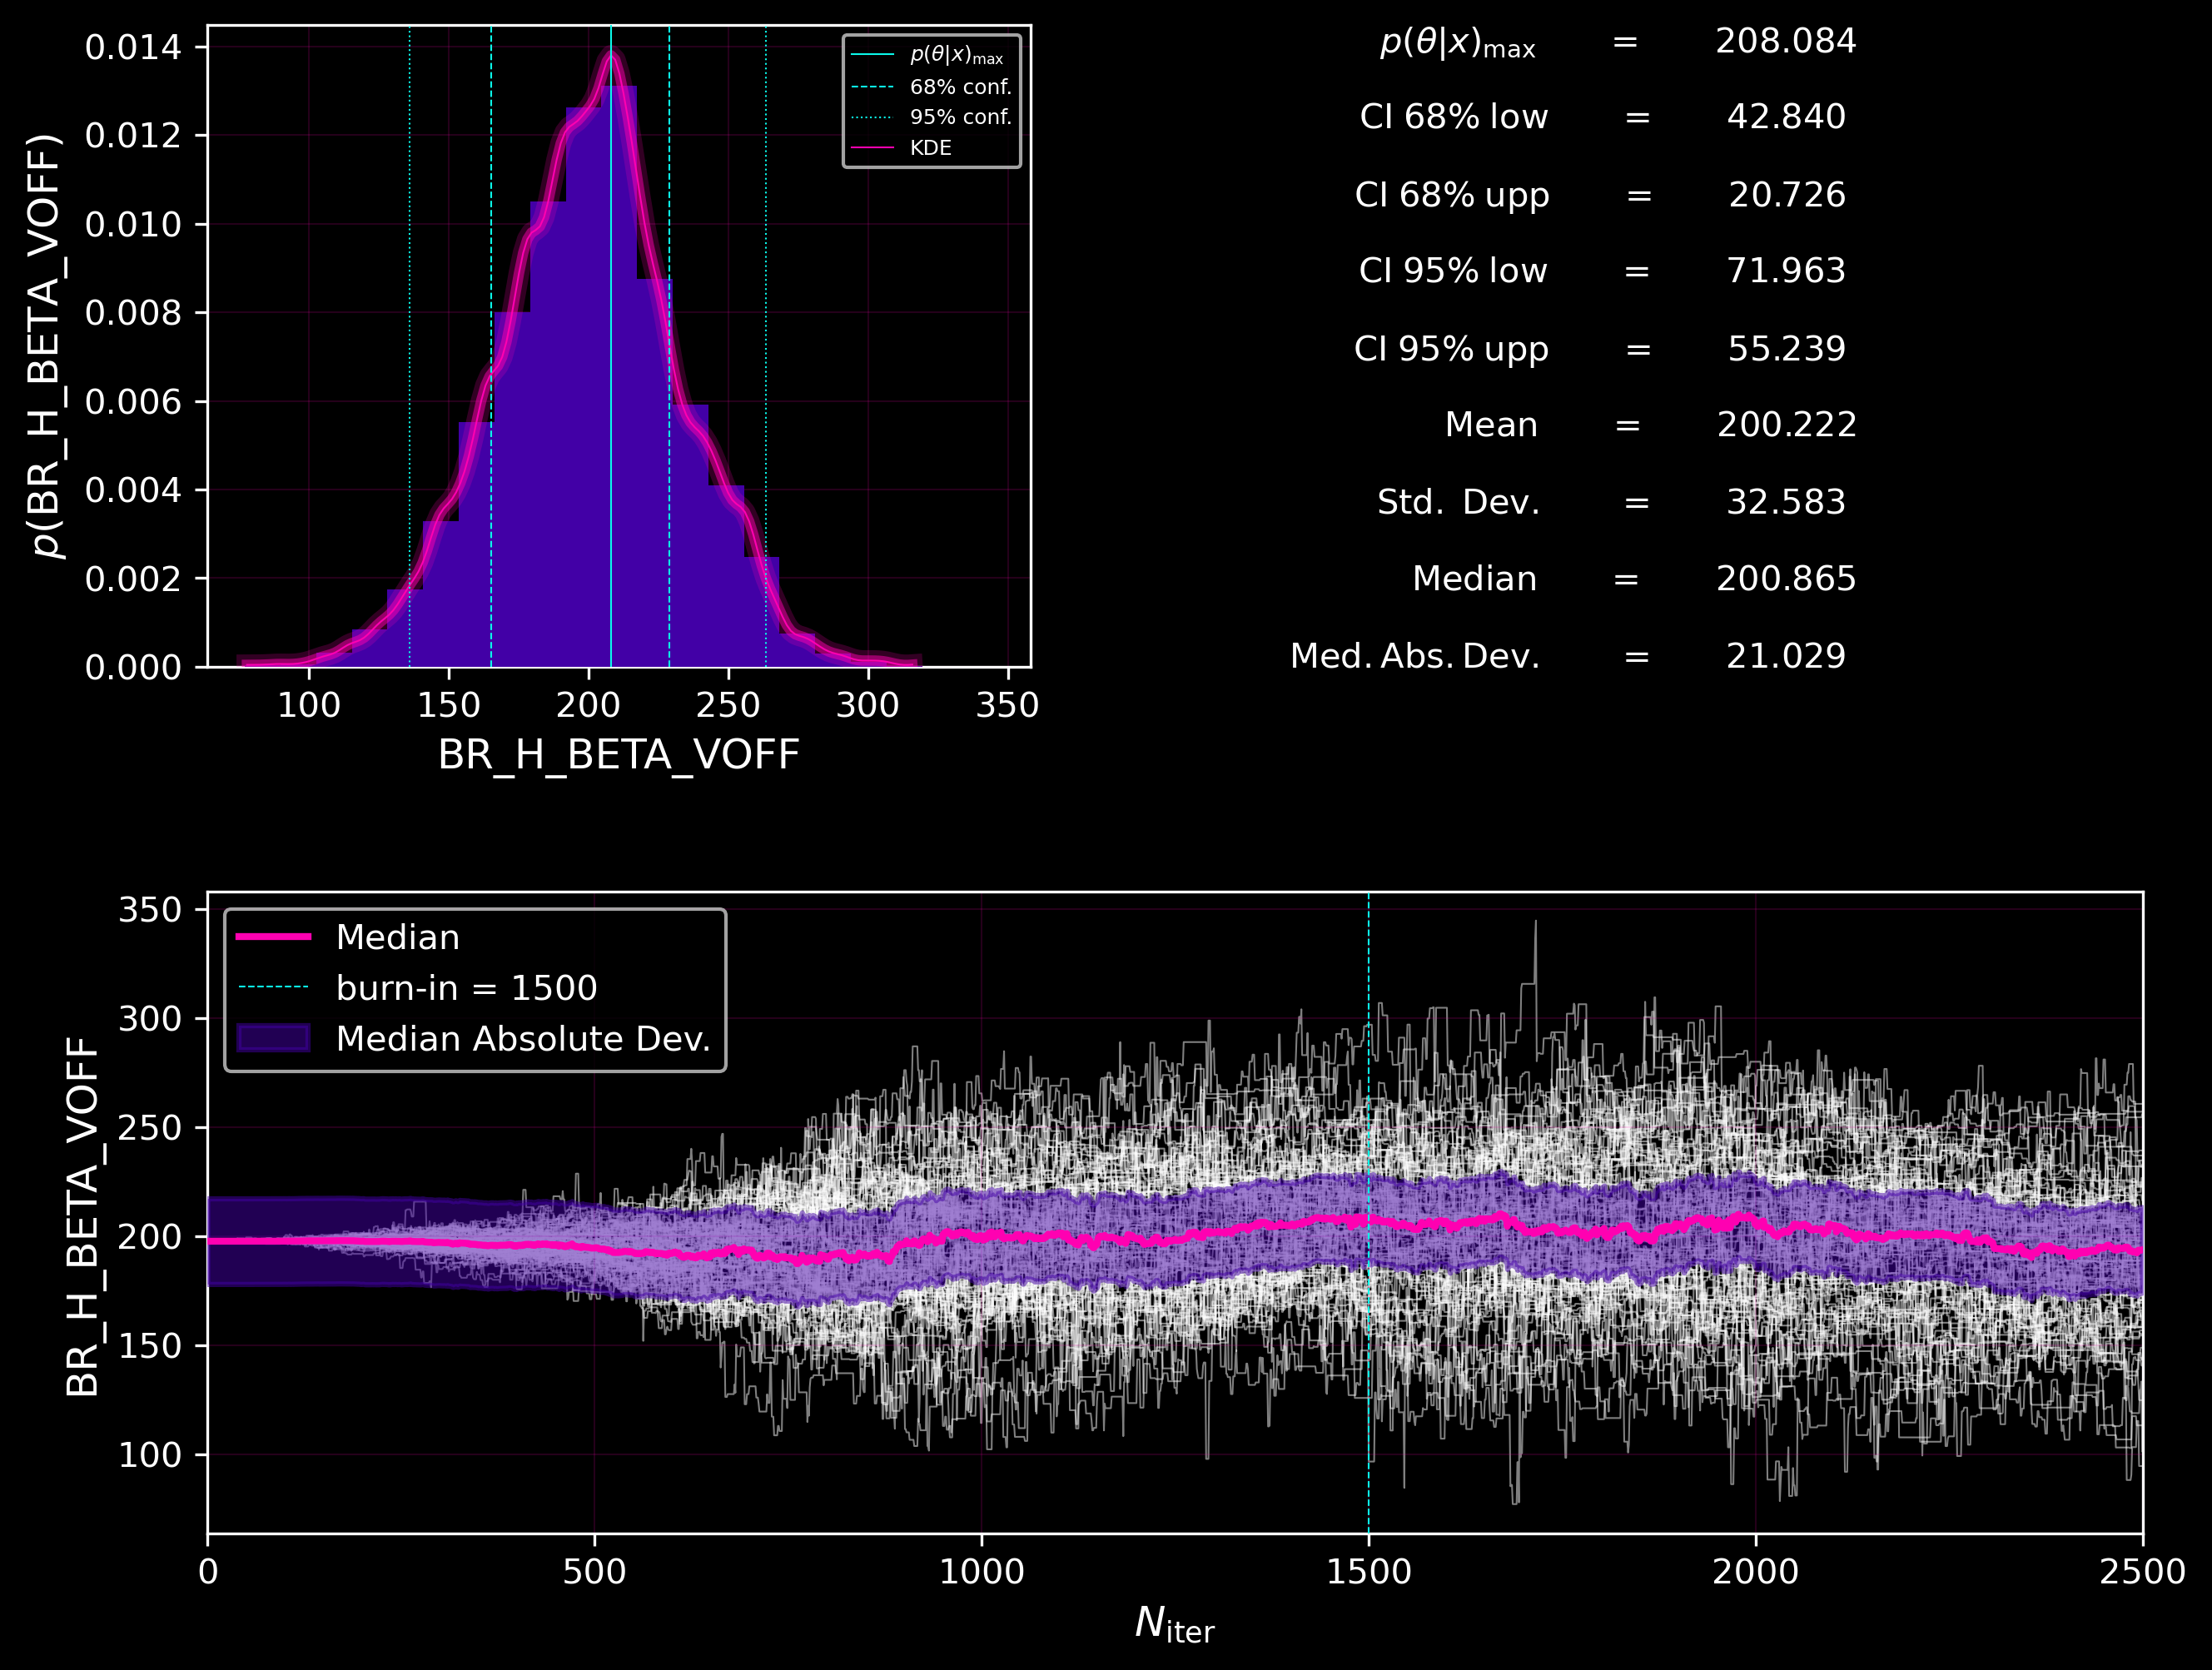 0.014
0.012
0.010
0.008
0.006
0.004
0.002
0.000
p(BR_H_BETA_VOFF)
100 150 200 250 300 350
BR_H_BETA_VOFF
p(θ|x)max
68% conf.
95% conf.
KDE
p(θ|x)max = 208.084
CI 68% low = 42.840
CI 68% upp = 20.726
CI 95% low = 71.963
CI 95% upp = 55.239
Mean = 200.222
Std. Dev. = 32.583
Median = 200.865
Med. Abs. Dev. = 21.029
350
300
250
200
150
100
BR_H_BETA_VOFF
Median
burn-in = 1500
Median Absolute Dev.
0 500 1000 1500 2000 2500
Niter